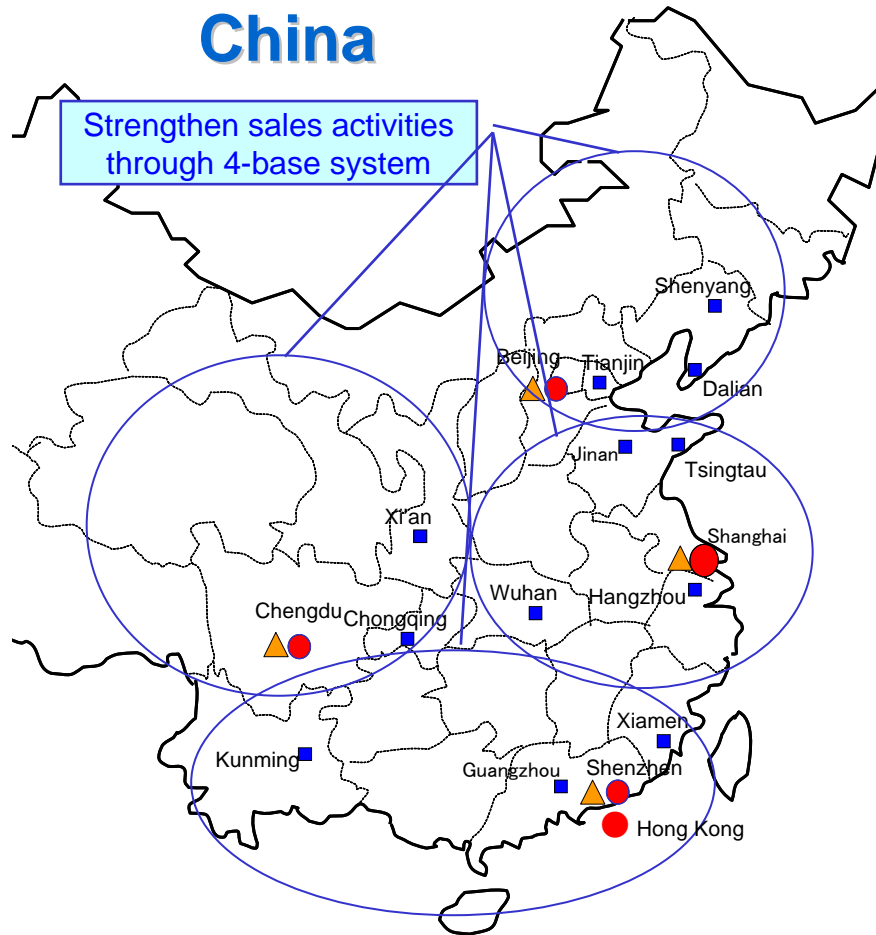 China
Strengthen sales activities
through 4-base system
Shenyang
Beijing
Tianjin
Dalian
Jinan
Tsingtau
Xi'an
Shanghai
Wuhan
Hangzhou
Chengdu
Chongqing
Xiamen
Kunming
Guangzhou
Shenzhen
Hong Kong